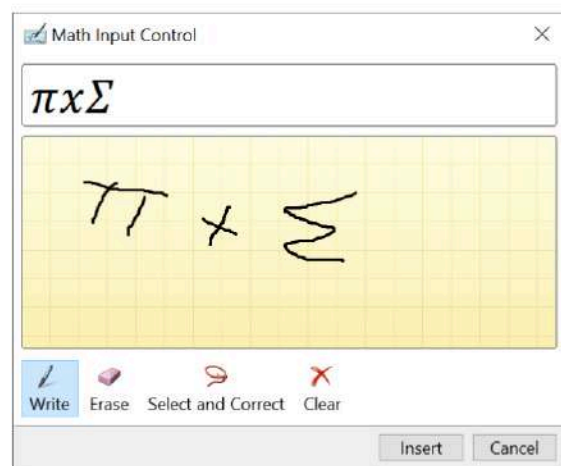 Math Input Control
πxΣ
π x Σ
Write Erase Select and Correct Clear
Insert Cancel